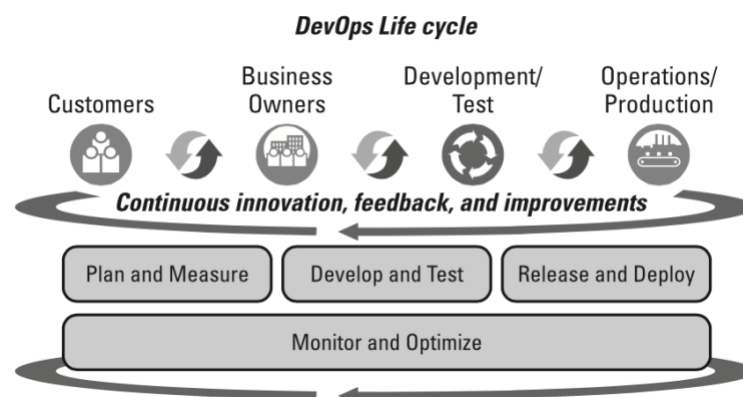 DevOps Life cycle
Customers
Business
Owners
Development/
Test
Operations/
Production
Continuous innovation, feedback, and improvements
Plan and Measure
Develop and Test
Release and Deploy
Monitor and Optimize